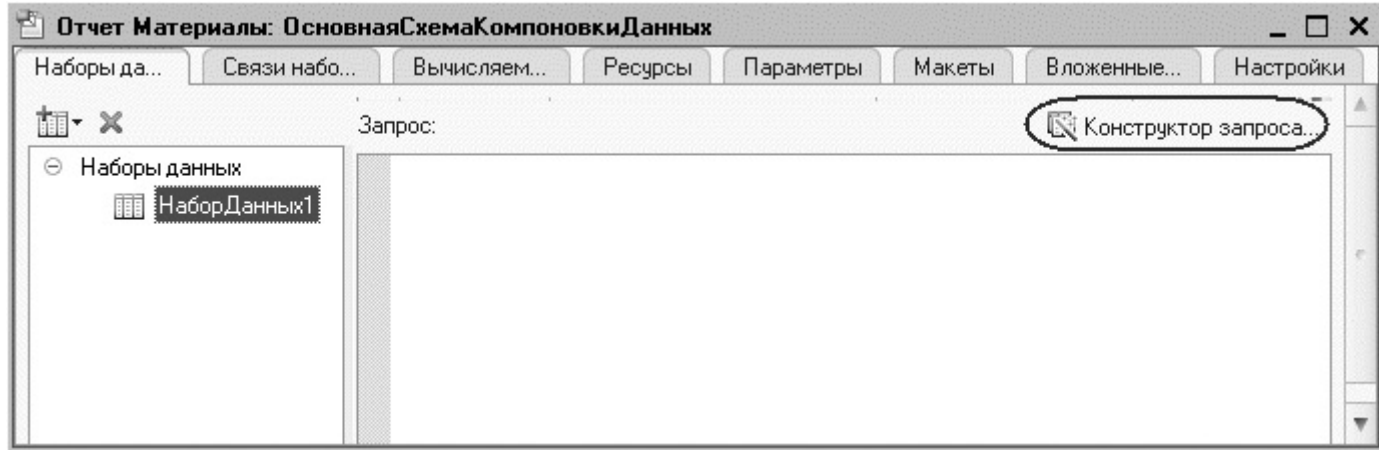 Отчет Материалы: ОсновнаяСхемаКомпоновкиДанных
Наборы да... Связи набо... Вычисляем... Ресурсы Параметры Макеты Вложенные... Настройки
Запрос: Конструктор запроса...
Наборы данных
НаборДанных1